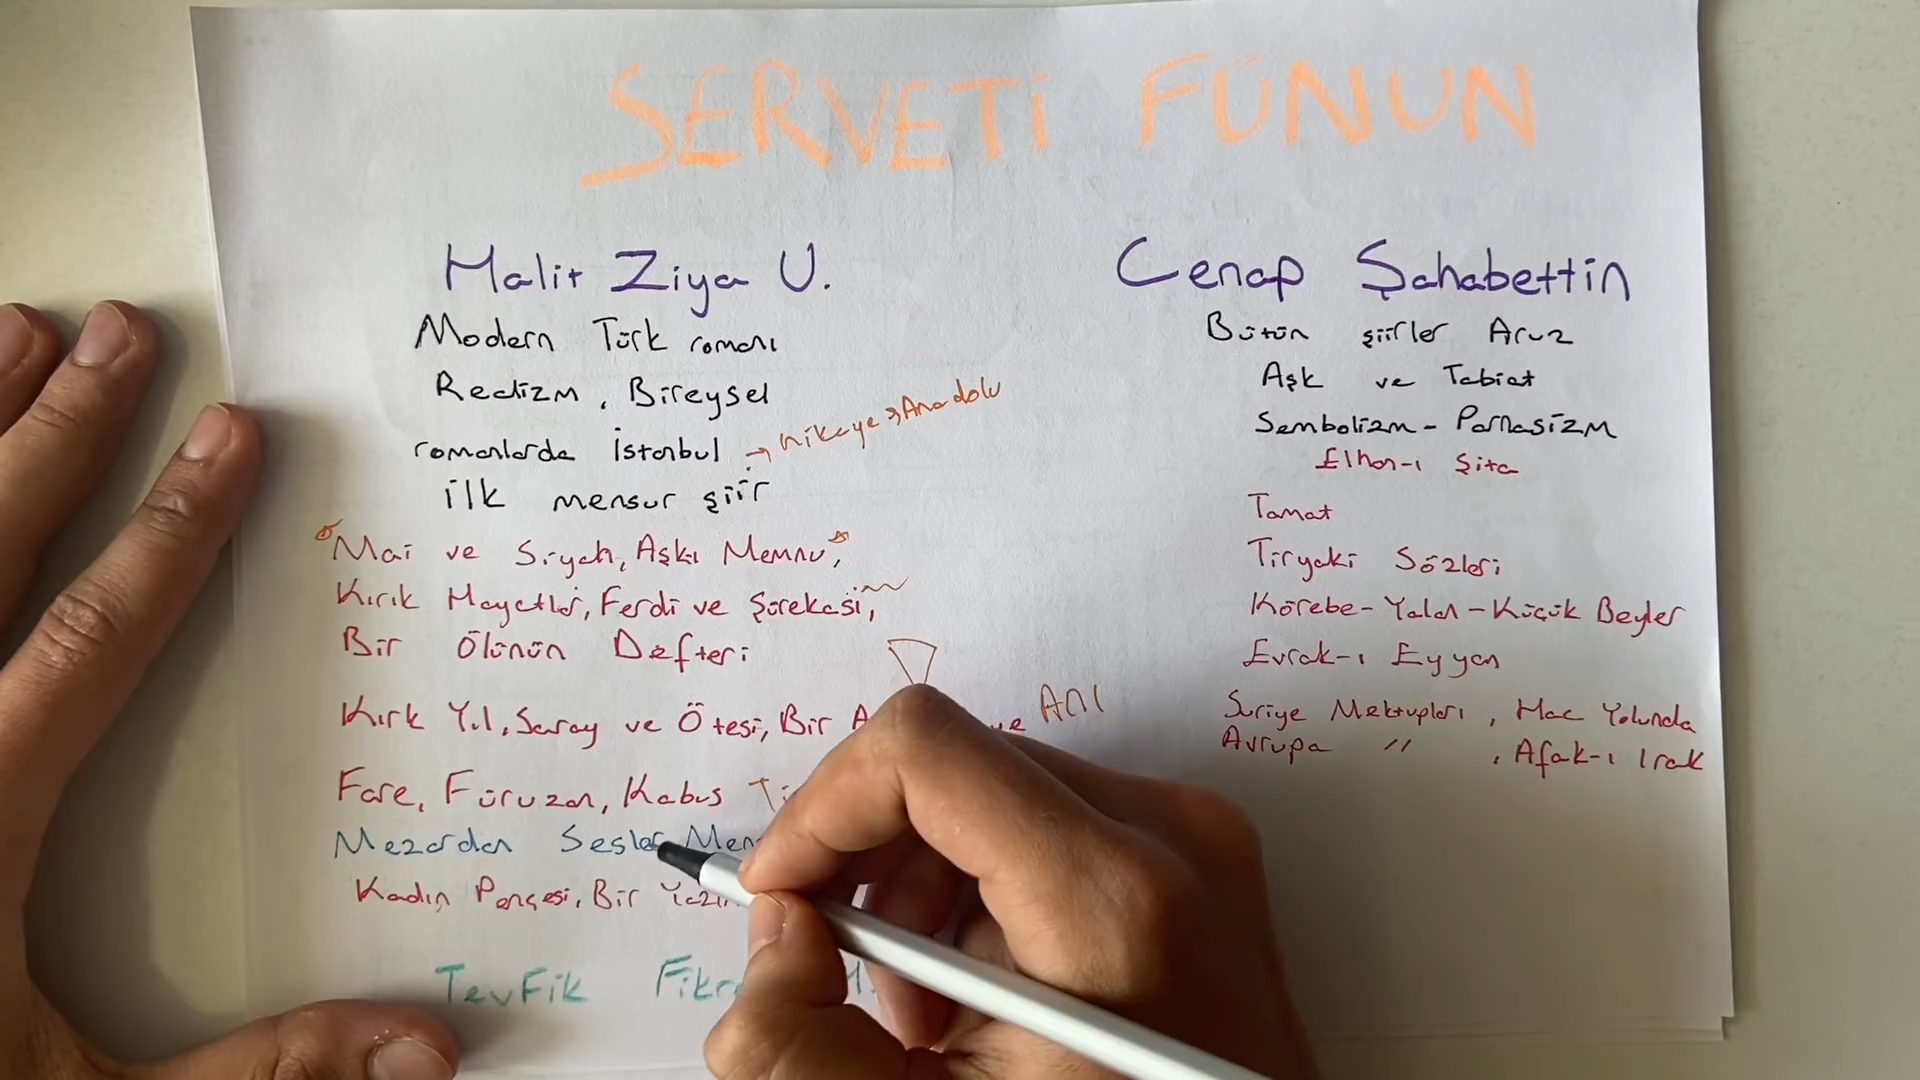 SERVETİ FÜNUN
Halit Ziya U.
Modern Türk romanı
Realizm, Bireysel
romanlarda İstanbul → hikaye → Anadolu
ilk mensur şiir
Mai ve Siyah, Aşkı Memnu,
Kırık Hayatlar, Ferdi ve Şürekasi,
Bir Ölünün Defteri
Kırk Yıl, Saray ve Ötesi, Bir A
Anı
Fare, Füruzan, Kabus
Mezardan Sesler
Kadın Pençesi, Bir
Tevfik
Cenap Şahabettin
Bütün şiirler Aruz
Aşk ve Tabiat
Sembolizm - Parnasizm
Elhan-ı Şita
Tamat
Tiryaki Sözleri
Körebe - Yalan - Küçük Beyler
Evrak-ı Eyyam
Suriye Mektupları, Hac Yolunda
Avrupa " , Afak-ı Irak